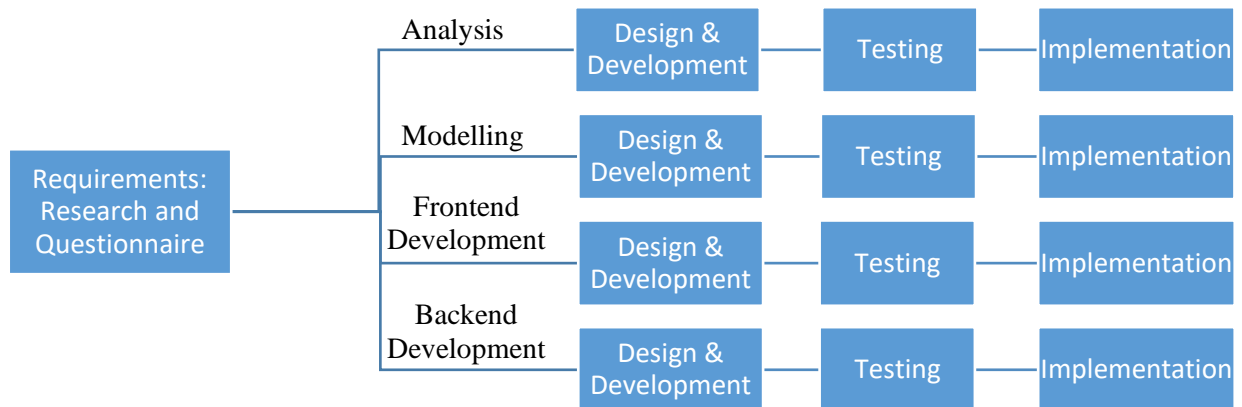 Analysis
Design &
Development
Testing
Implementation
Modelling
Design &
Development
Testing
Implementation
Requirements:
Research and
Questionnaire
Frontend
Development
Design &
Development
Testing
Implementation
Backend
Development
Design &
Development
Testing
Implementation